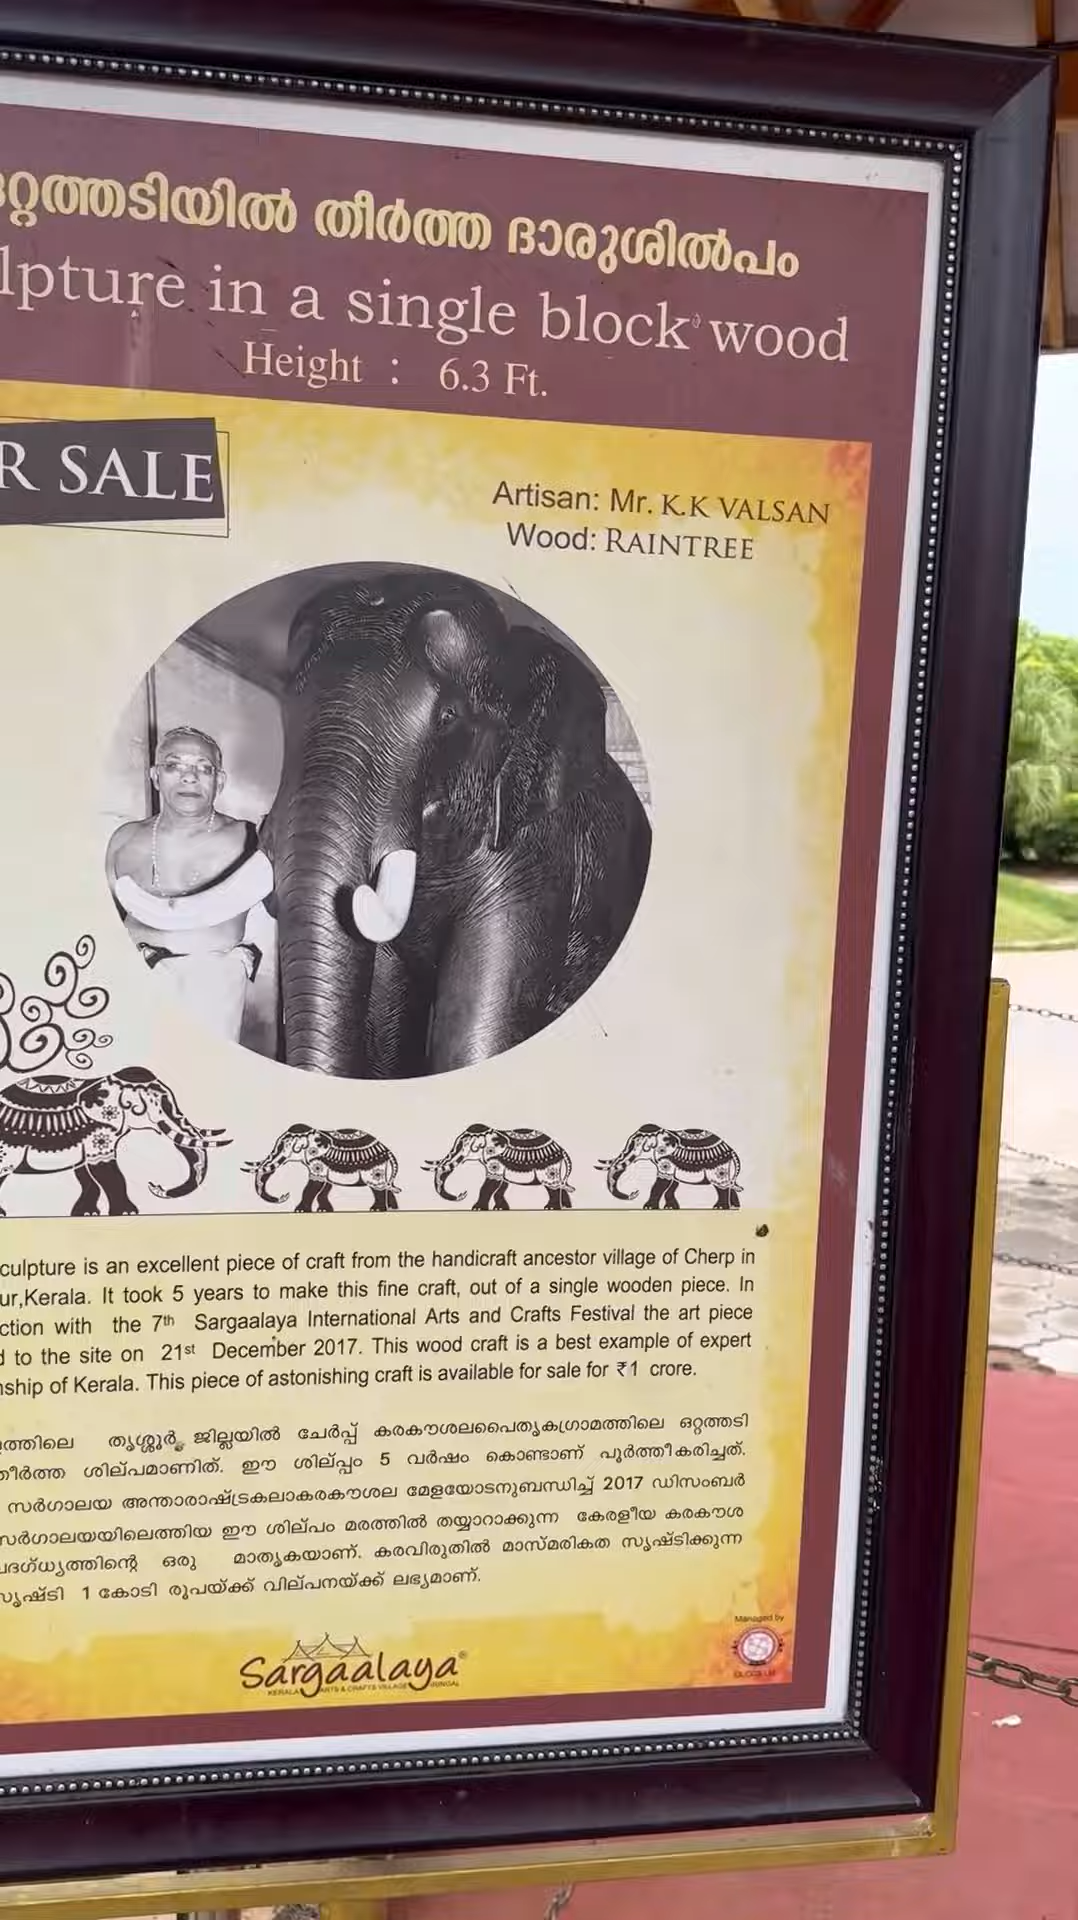 റ്റത്തടിയിൽ തീർത്ത ദാരുശിൽപം
lpture in a single block wood
Height : 6.3 Ft.
R SALE
Artisan: Mr. K.K VALSAN
Wood: RAINTREE
culpture is an excellent piece of craft from the handicraft ancestor village of Cherp in
ur,Kerala. It took 5 years to make this fine craft, out of a single wooden piece. In
ction with the 7th Sargaalaya International Arts and Crafts Festival the art piece
d to the site on 21st December 2017. This wood craft is a best example of expert
nship of Kerala. This piece of astonishing craft is available for sale for ₹1 crore.
ത്തിലെ തൃശ്ശൂർ ജില്ലയിൽ ചേർപ്പ് കരകൗശലപൈതൃകഗ്രാമത്തിലെ ഒറ്റത്തടി
തീർത്ത ശില്പമാണിത്. ഈ ശില്പ്പം 5 വർഷം കൊണ്ടാണ് പൂർത്തീകരിച്ചത്.
സർഗാലയ അന്താരാഷ്ട്രകലാകരകൗശല മേളയോടനുബന്ധിച്ച് 2017 ഡിസംബർ
സർഗാലയയിലെത്തിയ ഈ ശില്പം മരത്തിൽ തയ്യാറാക്കുന്ന കേരളീയ കരകൗശ
ദഗ്ധ്യത്തിന്റെ ഒരു മാതൃകയാണ്. കരവിരുതിൽ മാസ്മരികത സൃഷ്ടിക്കുന്ന
സൃഷ്ടി 1 കോടി രൂപയ്ക്ക് വില്പനയ്ക്ക് ലഭ്യമാണ്.
Managed by
Sargaalaya®
KERALA ARTS & CRAFTS VILLAGE